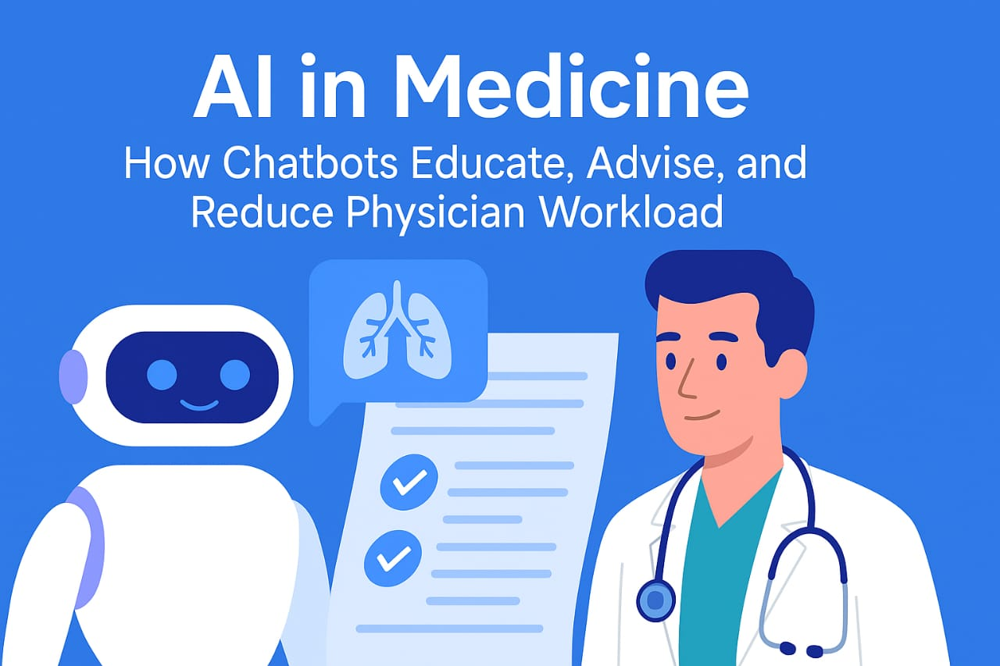 AI in Medicine
How Chatbots Educate, Advise, and
Reduce Physician Workload